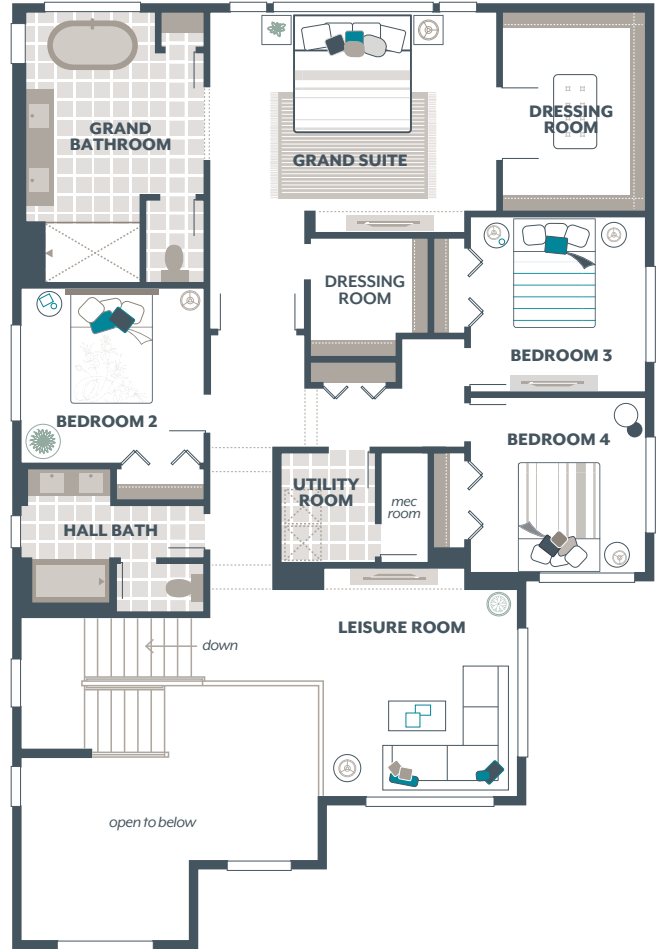 GRAND
BATHROOM
GRAND SUITE
DRESSING
ROOM
DRESSING
ROOM
BEDROOM 3
BEDROOM 2
BEDROOM 4
UTILITY
ROOM
mec
room
HALL BATH
LEISURE ROOM
down
open to below